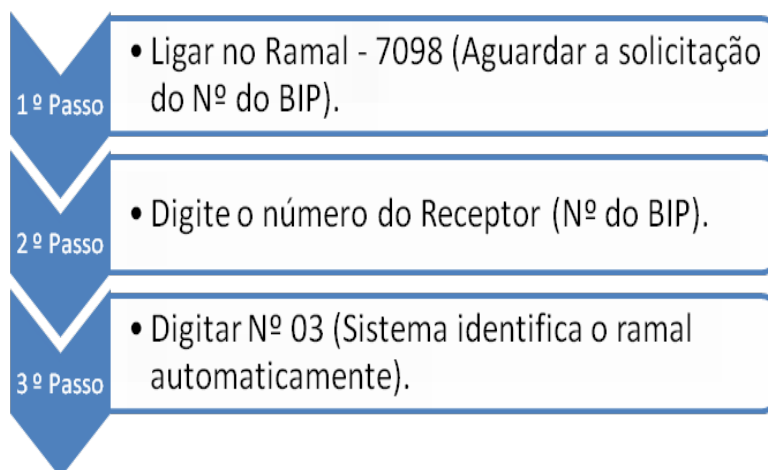 1º Passo
• Ligar no Ramal - 7098 (Aguardar a solicitação
do Nº do BIP).
2º Passo
• Digite o número do Receptor (Nº do BIP).
3º Passo
• Digitar Nº 03 (Sistema identifica o ramal
automaticamente).